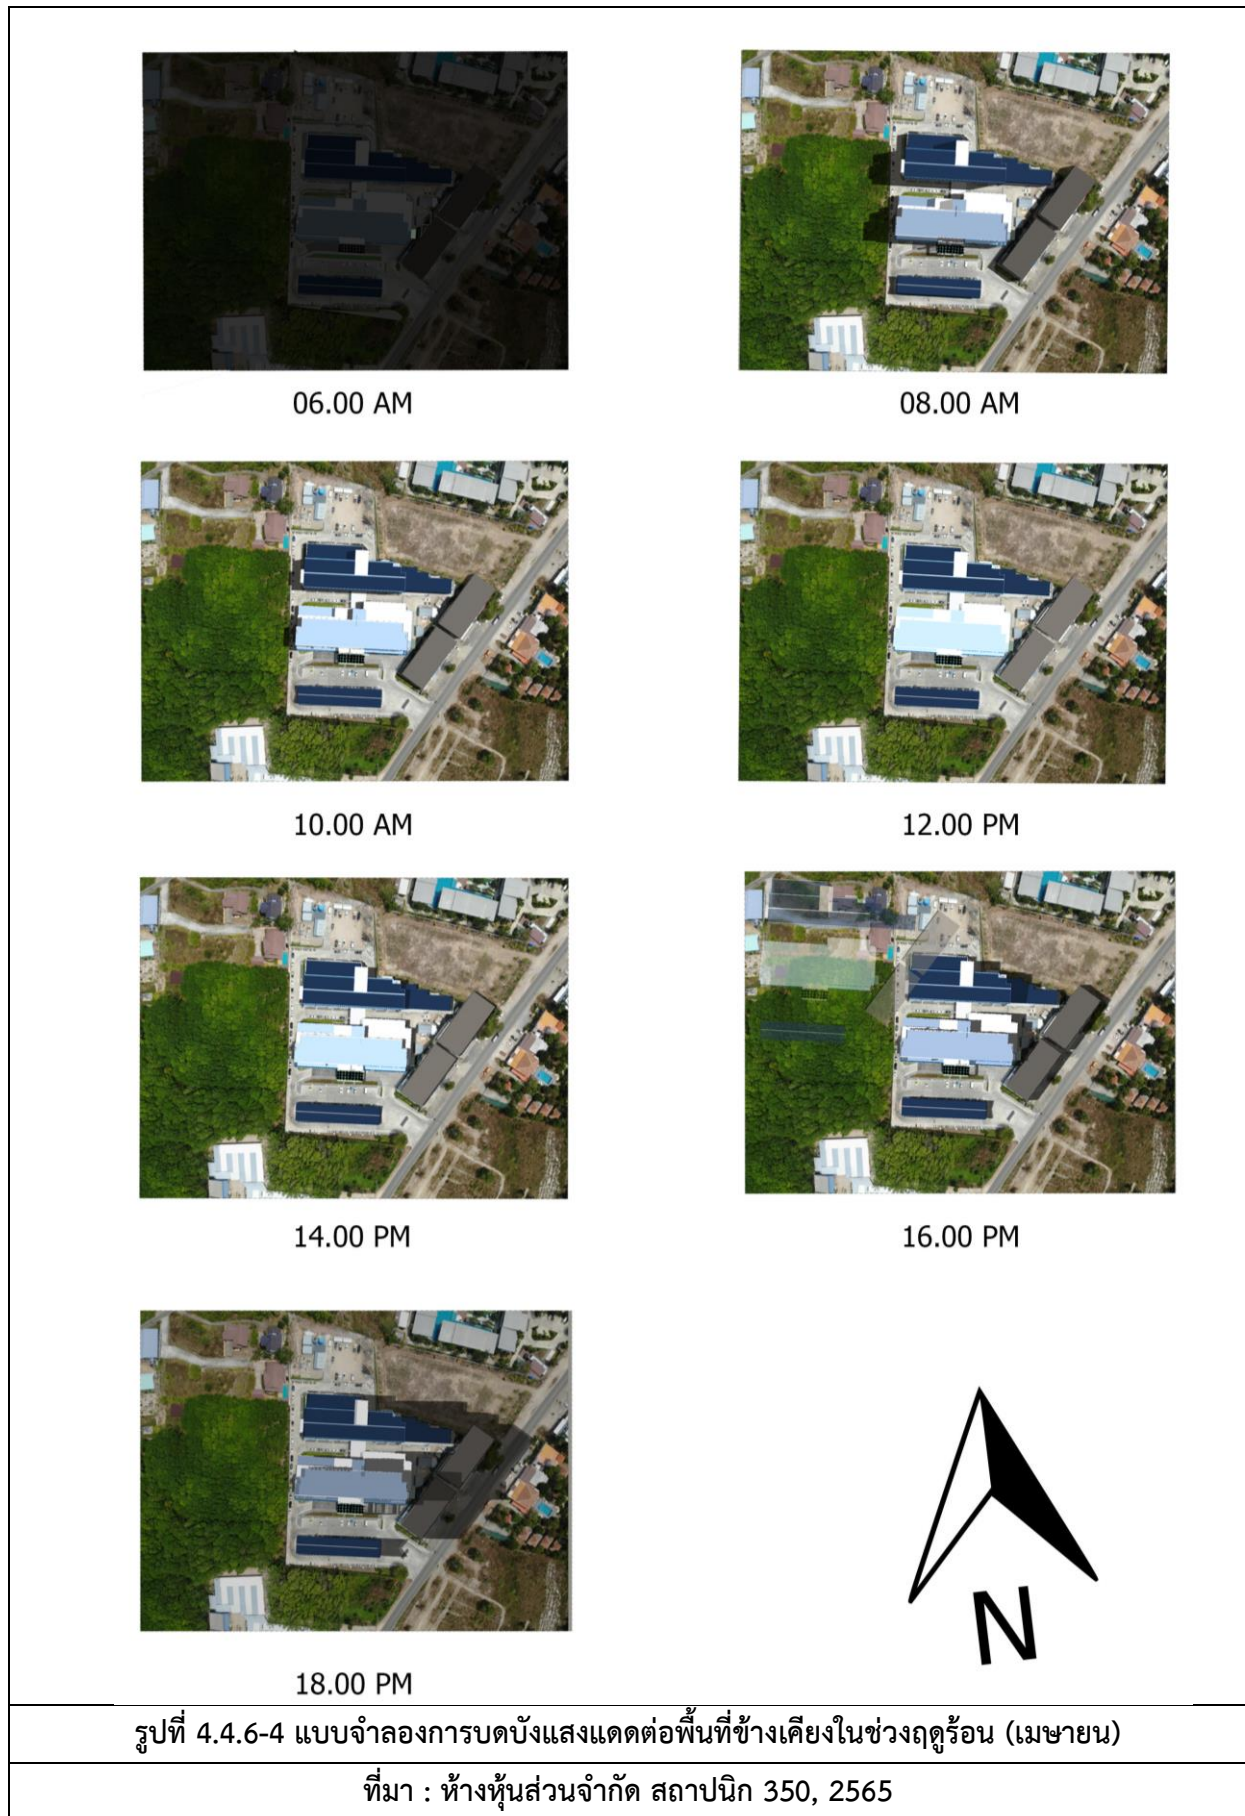 06.00 AM
08.00 AM
10.00 AM
12.00 PM
14.00 PM
16.00 PM
18.00 PM
N
รูปที่ 4.4.6-4 แบบจำลองการบดบังแสงแดดต่อพื้นที่ข้างเคียงในช่วงฤดูร้อน (เมษายน)
ที่มา : ห้างหุ้นส่วนจำกัด สถาปนิก 350, 2565